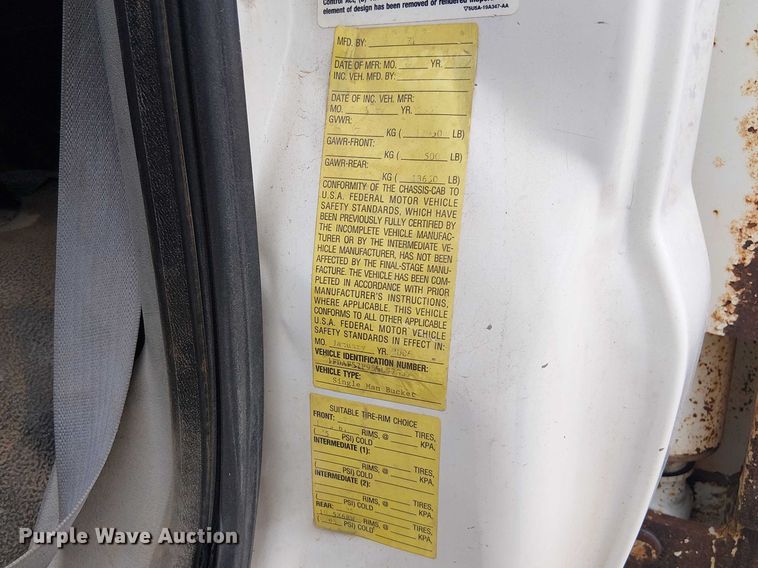 Control Act,
element of design has been removed or rendered
5U5A-19A387-AA
MFD. BY:
DATE OF MFR: MO. YR.
INC. VEH. MFD. BY:
DATE OF INC. VEH. MFR:
MO. YR.
GVWR:
KG ( LB)
GAWR-FRONT:
KG ( LB)
GAWR-REAR:
KG ( 13660 LB)
CONFORMITY OF THE CHASSIS-CAB TO
U.S.A. FEDERAL MOTOR VEHICLE
SAFETY STANDARDS, WHICH HAVE
BEEN PREVIOUSLY FULLY CERTIFIED BY
THE INCOMPLETE VEHICLE MANUFAC-
TURER OR BY THE INTERMEDIATE VE-
HICLE MANUFACTURER, HAS NOT BEEN
AFFECTED BY THE FINAL-STAGE MANU-
FACTURE. THE VEHICLE HAS BEEN COM-
PLETED IN ACCORDANCE WITH PRIOR
MANUFACTURER'S INSTRUCTIONS,
WHERE APPLICABLE. THIS VEHICLE
CONFORMS TO ALL OTHER APPLICABLE
U.S.A. FEDERAL MOTOR VEHICLE
SAFETY STANDARDS IN EFFECT IN:
MO. YR. 2006
VEHICLE IDENTIFICATION NUMBER:
VEHICLE TYPE:
Single Man Bucket
SUITABLE TIRE-RIM CHOICE
FRONT: TIRES,
RIMS, @
( PSI) COLD KPA,
INTERMEDIATE (1): TIRES,
RIMS, @
( PSI) COLD KPA,
INTERMEDIATE (2): TIRES,
RIMS, @
( PSI) COLD KPA,
REAR: TIRES,
RIMS, @
( PSI) COLD KPA,
Purple Wave Auction®